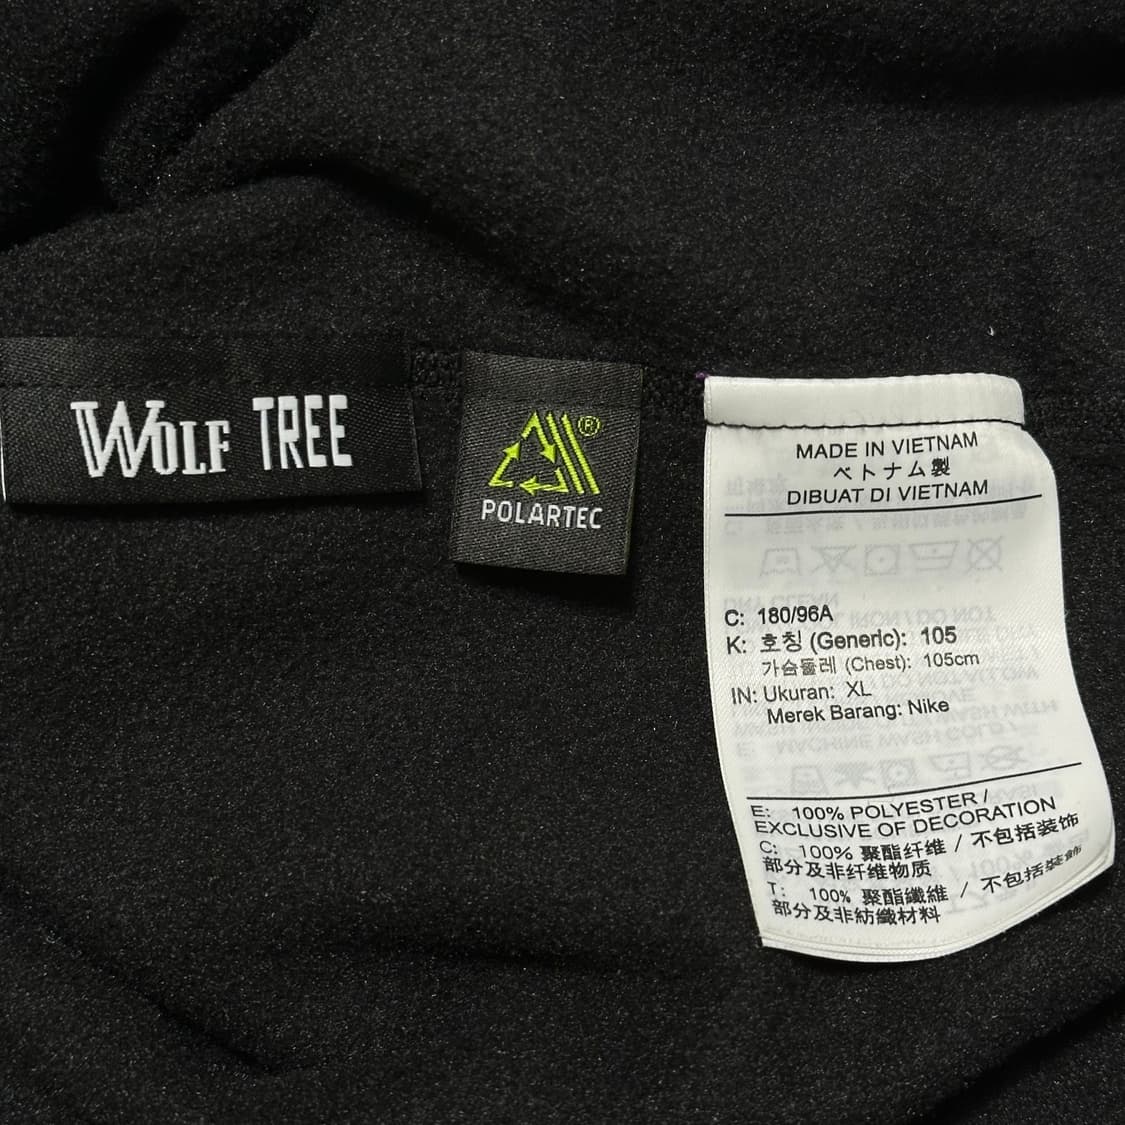 WOLF TREE
®
POLARTEC
MADE IN VIETNAM
ベトナム製
DIBUAT DI VIETNAM
C: 180/96A
K: 호칭 (Generic): 105
가슴둘레 (Chest): 105cm
IN: Ukuran: XL
Merek Barang: Nike
E: 100% POLYESTER /
EXCLUSIVE OF DECORATION
C: 100% 聚酯纤维 / 不包括装饰
部分及非纤维物质
T: 100% 聚酯纖維 / 不包括裝飾
部分及非紡織材料